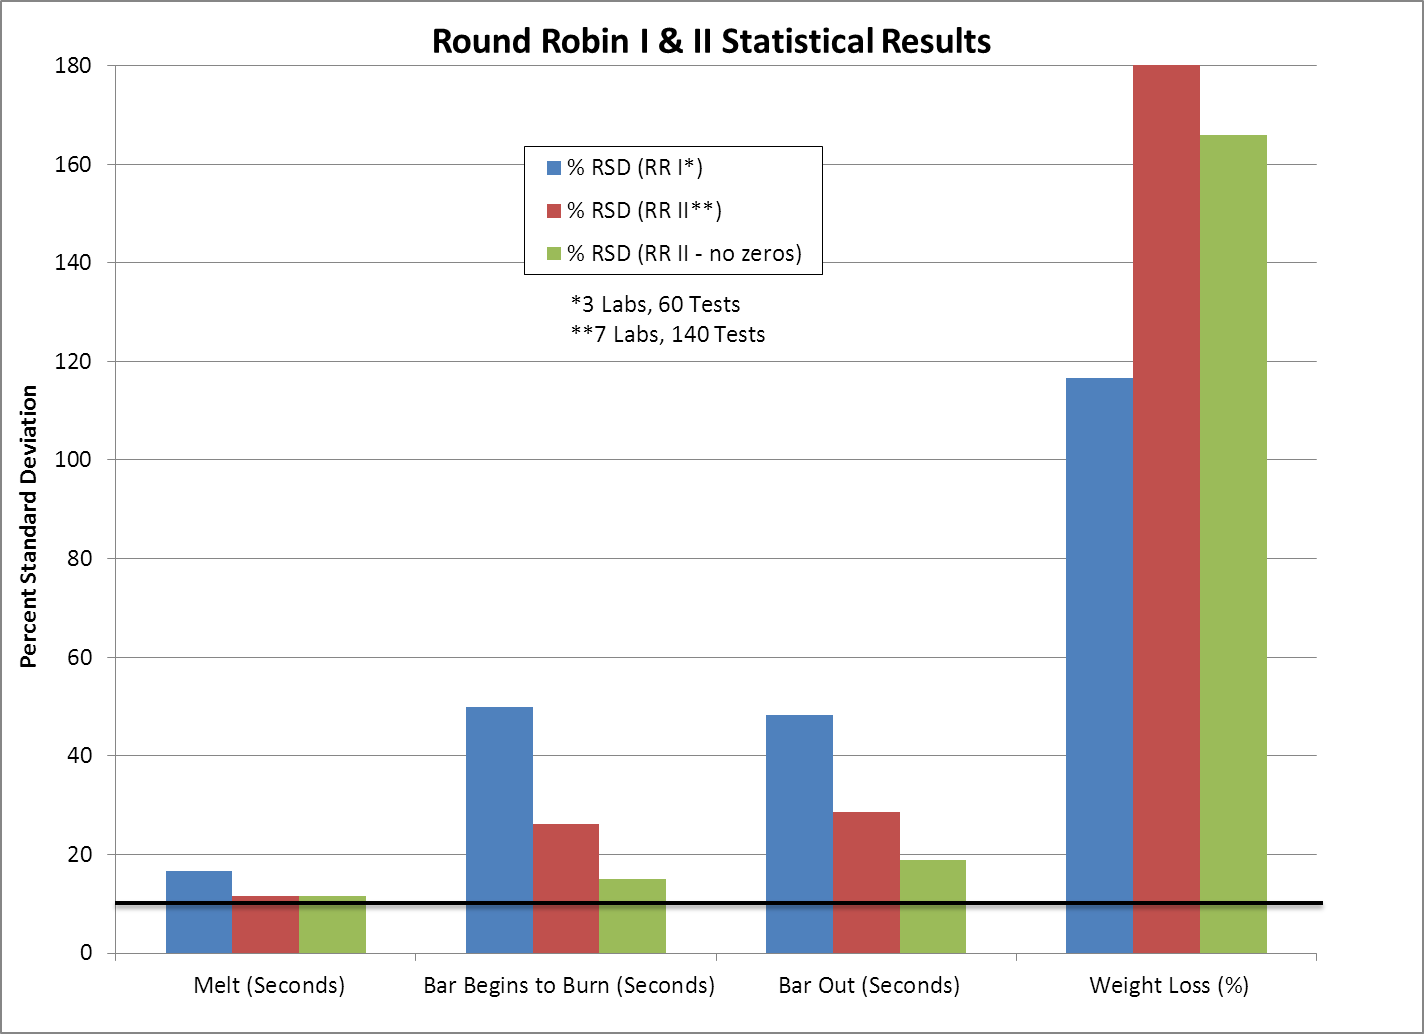 Round Robin I & II Statistical Results
180
160
140
120
100
80
60
40
20
0
Percent Standard Deviation
% RSD (RR I*)
% RSD (RR II**)
% RSD (RR II - no zeros)
*3 Labs, 60 Tests
**7 Labs, 140 Tests
Melt (Seconds)
Bar Begins to Burn (Seconds)
Bar Out (Seconds)
Weight Loss (%)